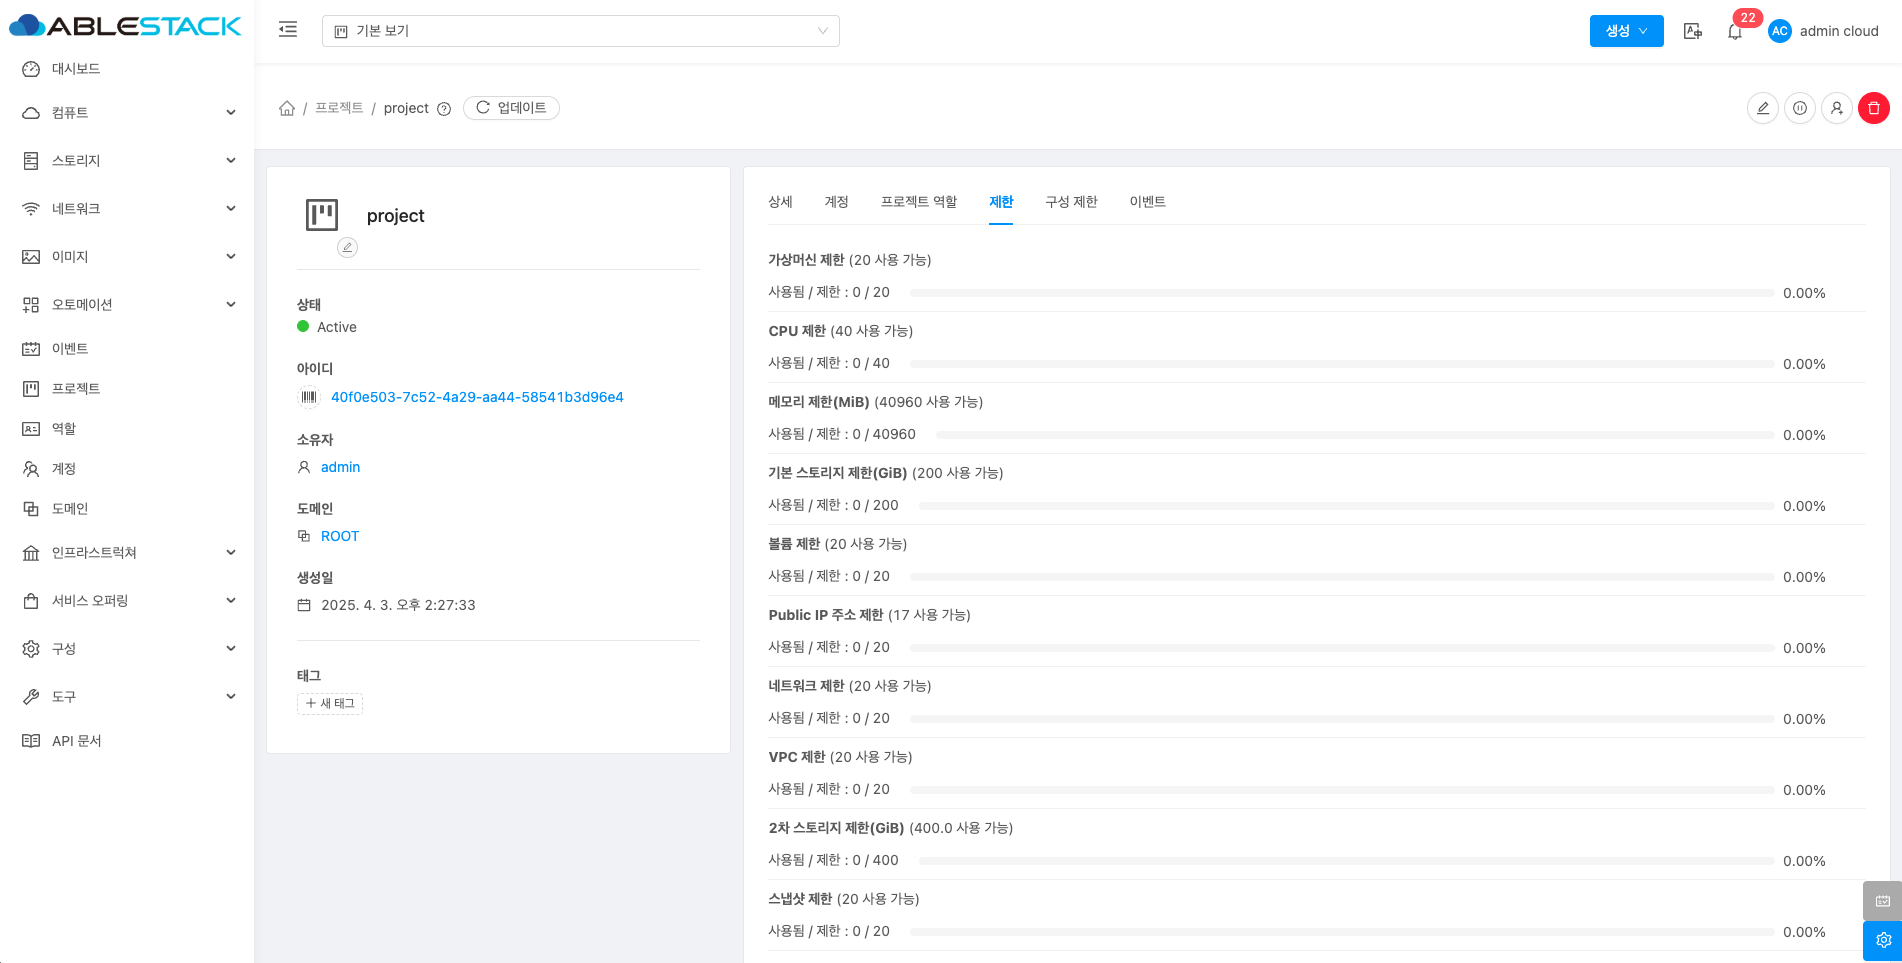 ABLESTACK
대시보드
컴퓨트
스토리지
네트워크
이미지
오토메이션
이벤트
프로젝트
역할
계정
도메인
인프라스트럭쳐
서비스 오퍼링
구성
도구
API 문서
기본 보기
생성
22
AC
admin cloud
/ 프로젝트 / project
업데이트
project
상태
Active
아이디
40f0e503-7c52-4a29-aa44-58541b3d96e4
소유자
admin
도메인
ROOT
생성일
2025. 4. 3. 오후 2:27:33
태그
+ 새 태그
상세 계정 프로젝트 역할 제한 구성 제한 이벤트
가상머신 제한 (20 사용 가능)
사용됨 / 제한 : 0 / 20 0.00%
CPU 제한 (40 사용 가능)
사용됨 / 제한 : 0 / 40 0.00%
메모리 제한(MiB) (40960 사용 가능)
사용됨 / 제한 : 0 / 40960 0.00%
기본 스토리지 제한(GiB) (200 사용 가능)
사용됨 / 제한 : 0 / 200 0.00%
볼륨 제한 (20 사용 가능)
사용됨 / 제한 : 0 / 20 0.00%
Public IP 주소 제한 (17 사용 가능)
사용됨 / 제한 : 0 / 20 0.00%
네트워크 제한 (20 사용 가능)
사용됨 / 제한 : 0 / 20 0.00%
VPC 제한 (20 사용 가능)
사용됨 / 제한 : 0 / 20 0.00%
2차 스토리지 제한(GiB) (400.0 사용 가능)
사용됨 / 제한 : 0 / 400 0.00%
스냅샷 제한 (20 사용 가능)
사용됨 / 제한 : 0 / 20 0.00%